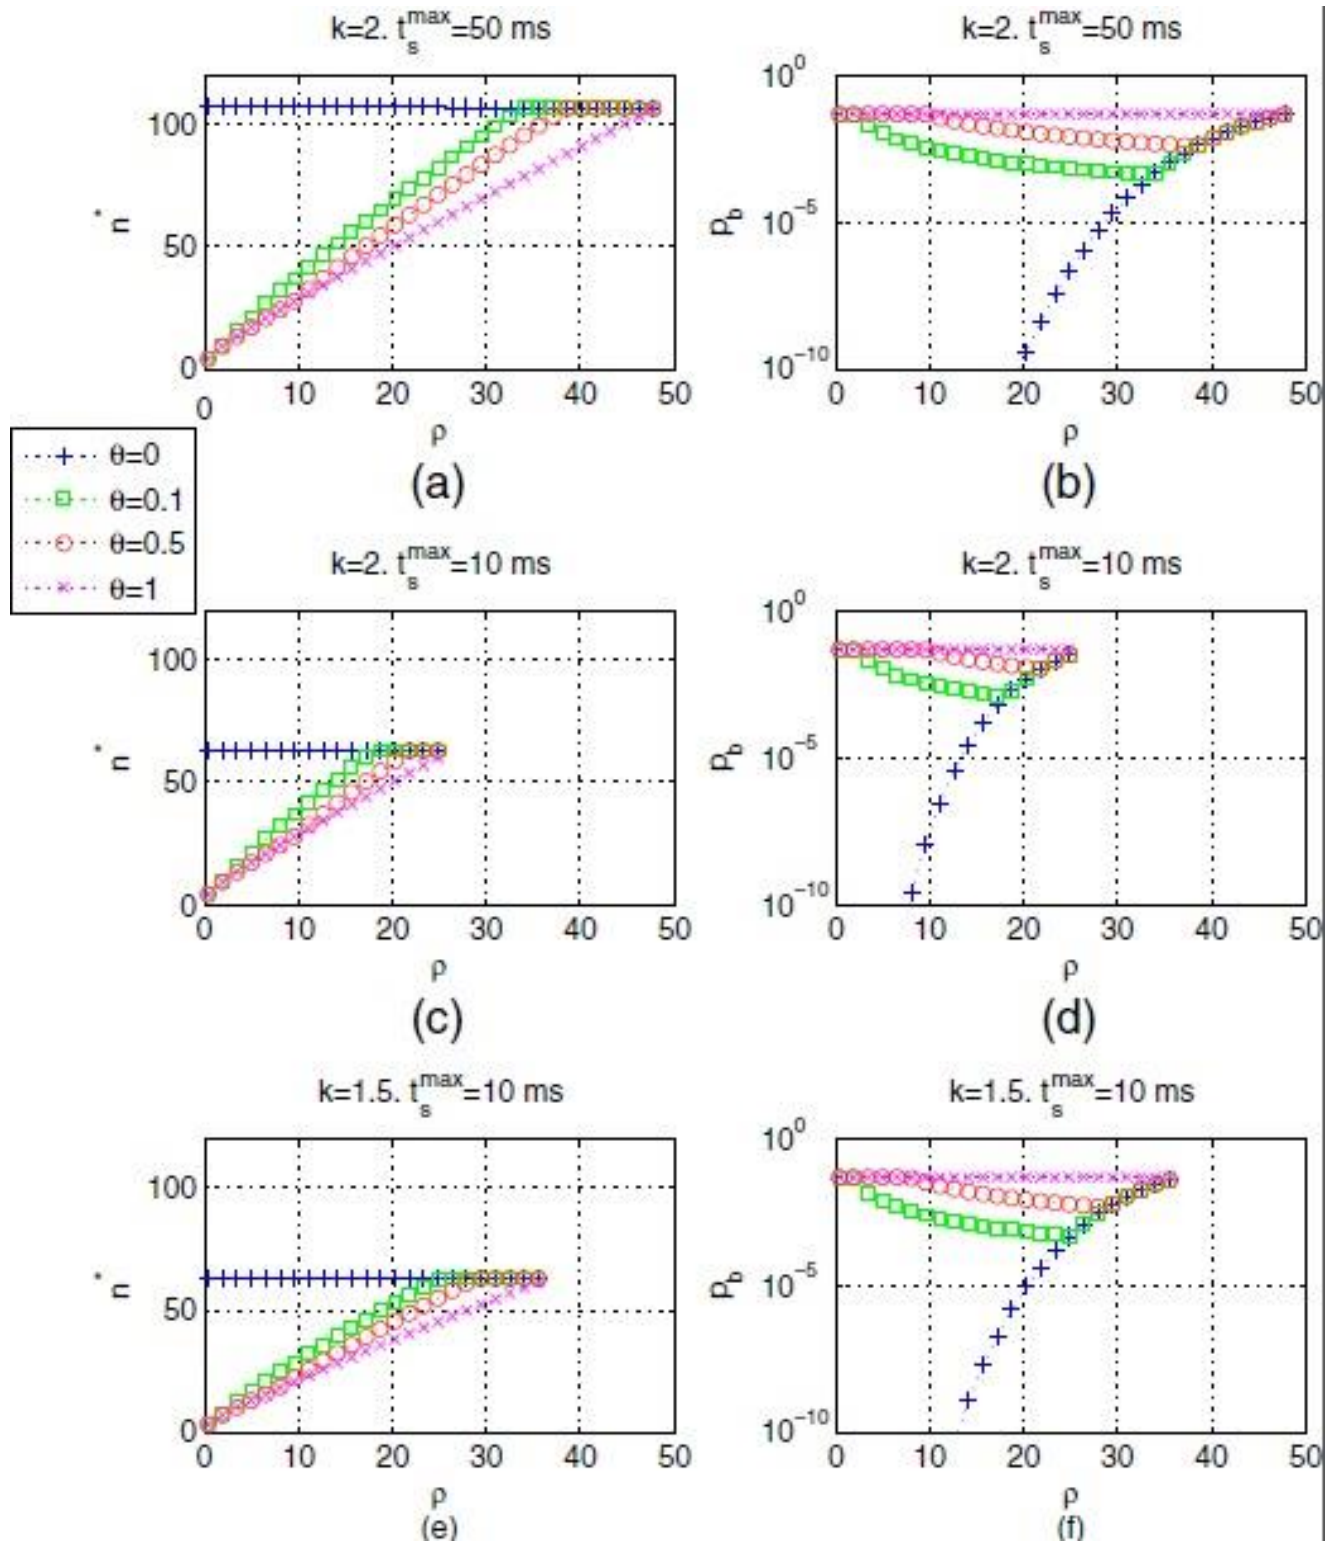 k=2. t_s^max=50 ms
k=2. t_s^max=50 ms
n*
100
50
0
0
10
20
30
40
50
ρ
(a)
p_b
10^0
10^−5
10^−10
0
10
20
30
40
50
ρ
(b)
θ=0
θ=0.1
θ=0.5
θ=1
k=2. t_s^max=10 ms
k=2. t_s^max=10 ms
n*
100
50
0
0
10
20
30
40
50
ρ
(c)
p_b
10^0
10^−5
10^−10
0
10
20
30
40
50
ρ
(d)
k=1.5. t_s^max=10 ms
k=1.5. t_s^max=10 ms
n*
100
50
0
0
10
20
30
40
50
ρ
(e)
p_b
10^0
10^−5
10^−10
0
10
20
30
40
50
ρ
(f)